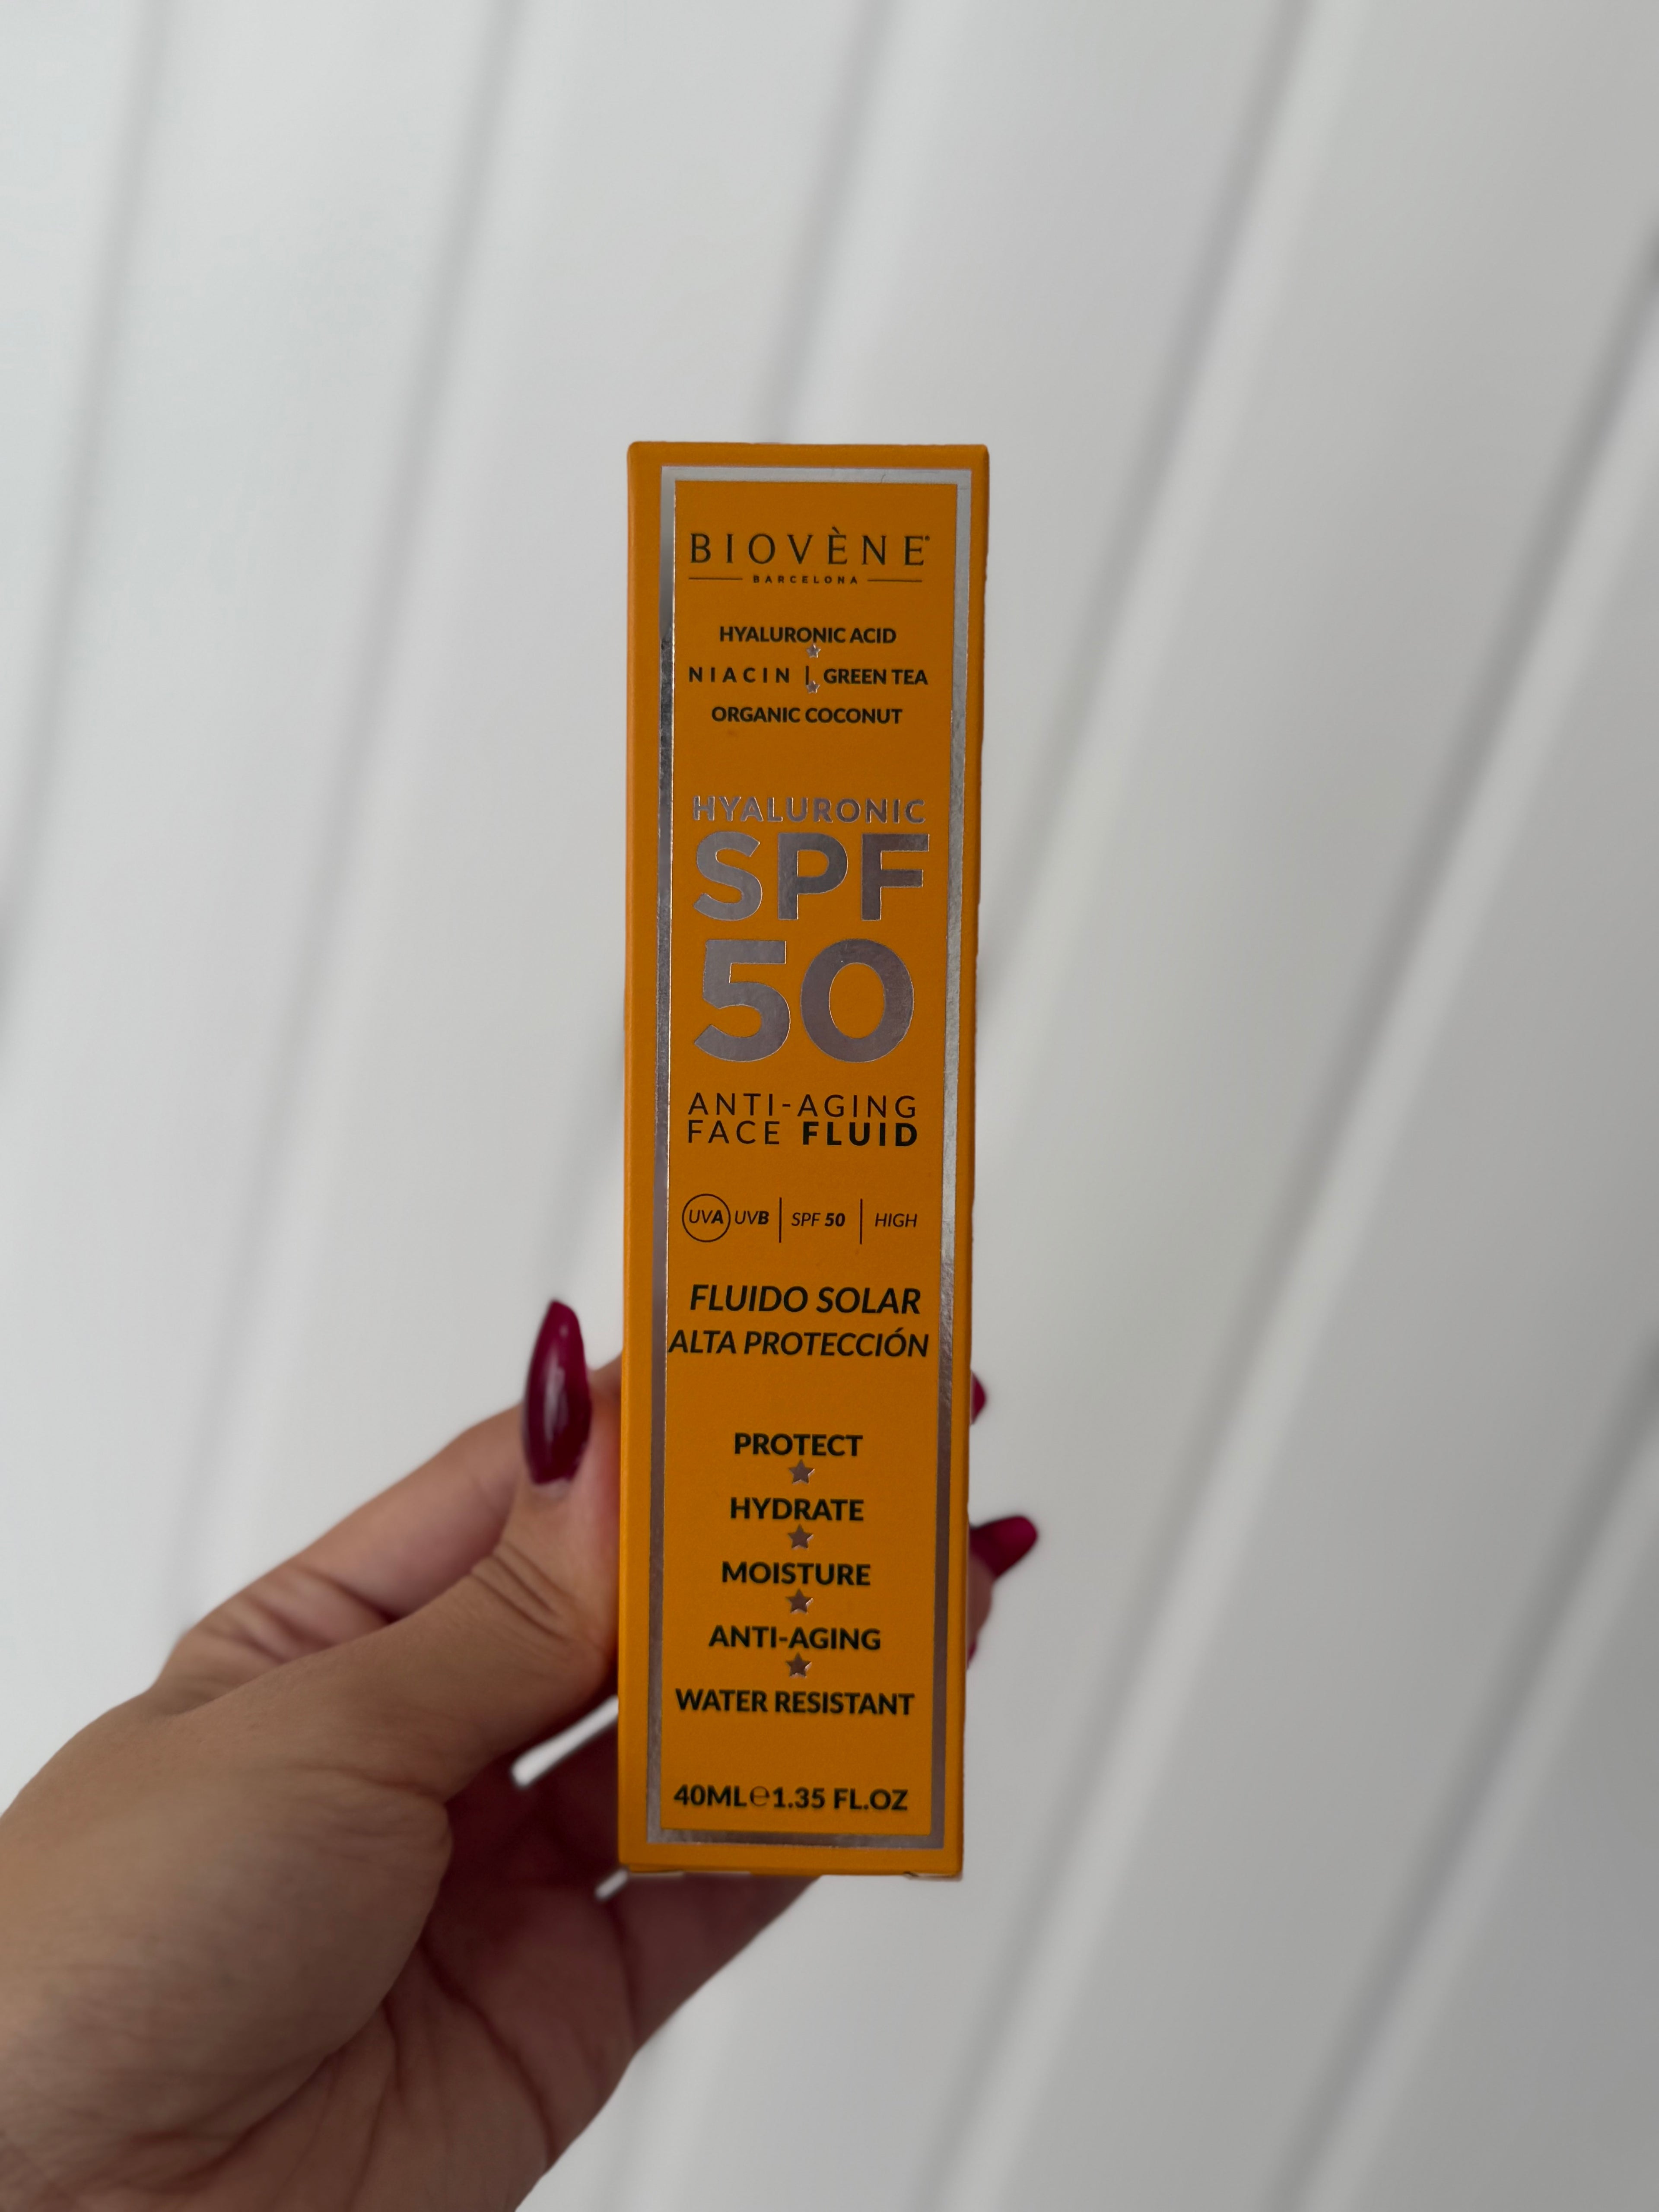 BIOVÈNE®
BARCELONA
HYALURONIC ACID
NIACIN | GREEN TEA
ORGANIC COCONUT
HYALURONIC
SPF
50
ANTI-AGING
FACE FLUID
UVA UVB | SPF 50 | HIGH
FLUIDO SOLAR
ALTA PROTECCIÓN
PROTECT
HYDRATE
MOISTURE
ANTI-AGING
WATER RESISTANT
40ML℮1.35 FL.OZ